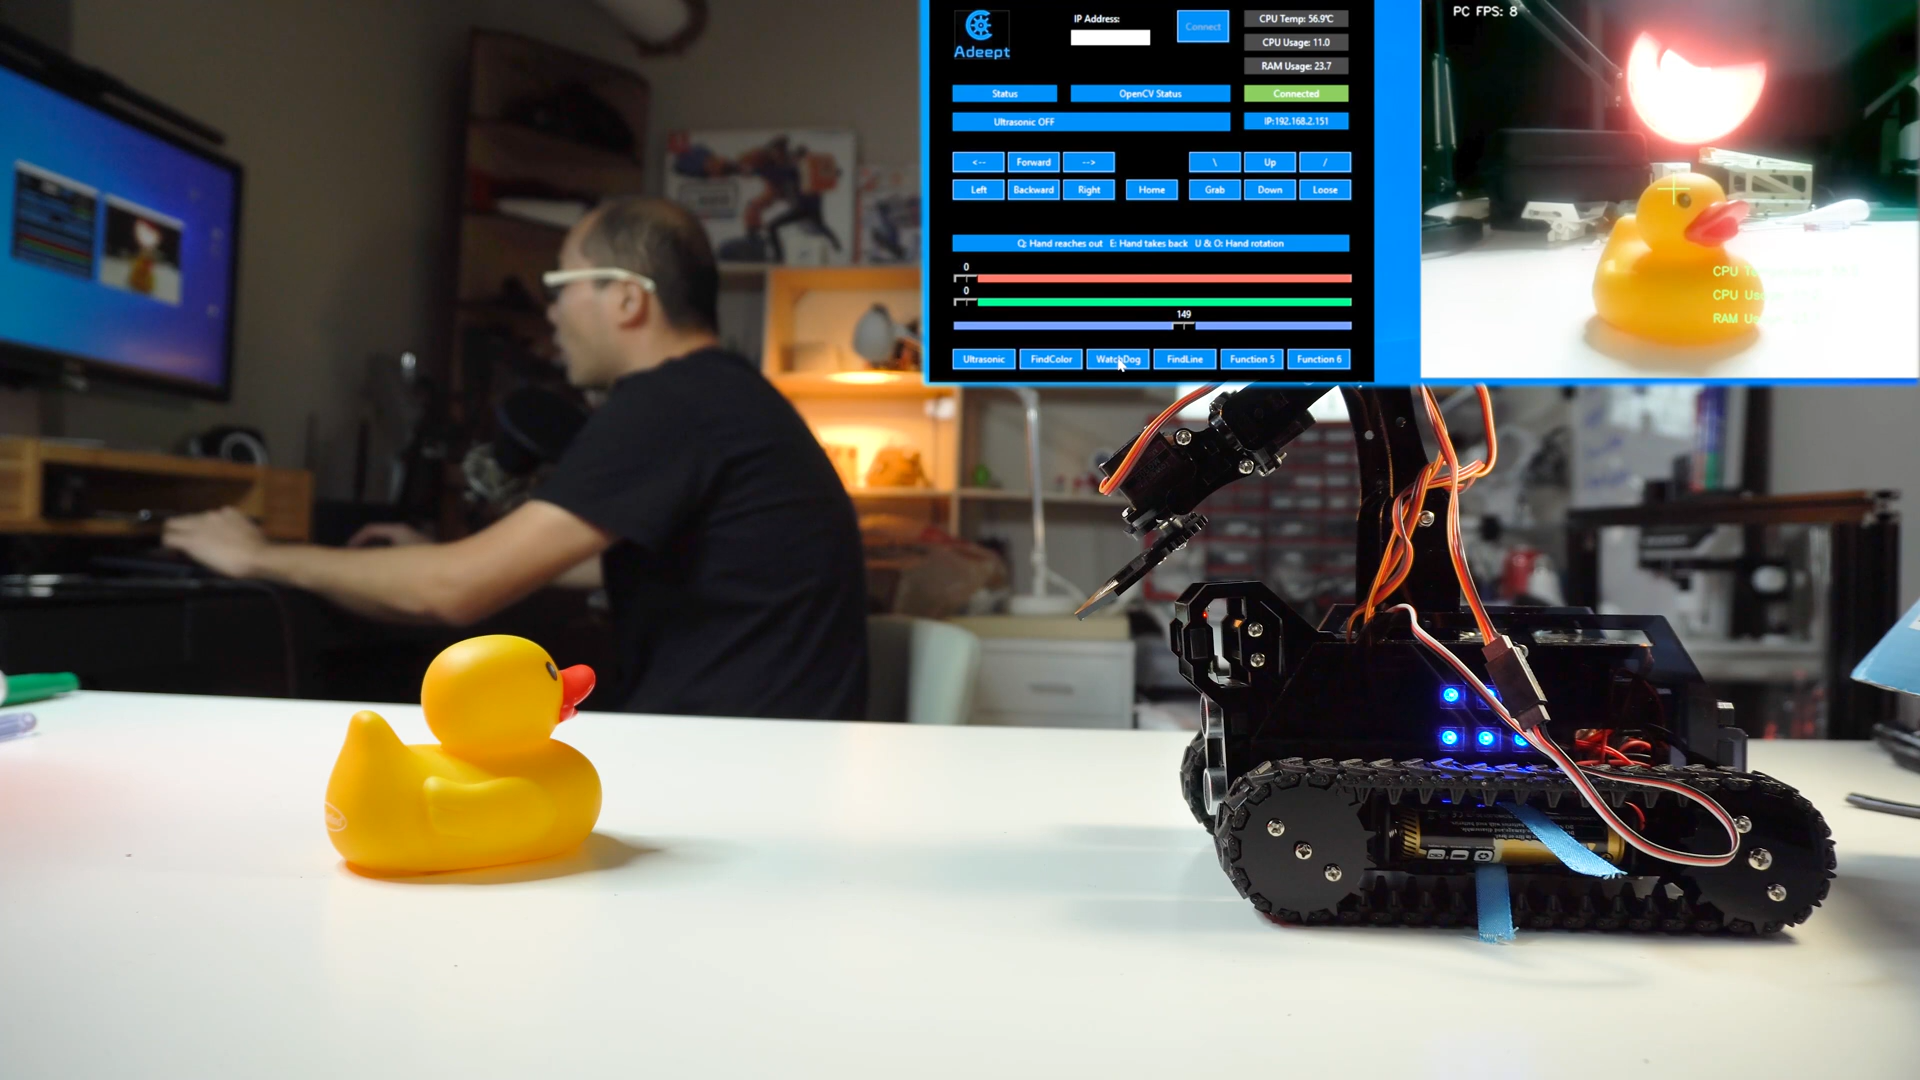 Adeept
IP Address:
Connect
CPU Temp: 56.9℃
CPU Usage: 11.0
RAM Usage: 23.7
Status
OpenCV Status
Connected
Ultrasonic OFF
IP:192.168.2.151
<-- Forward --> \ Up /
Left Backward Right Home Grab Down Loose
Q: Hand reaches out E: Hand takes back U & O: Hand rotation
0
0
149
Ultrasonic FindColor WatchDog FindLine Function 5 Function 6
PC FPS: 8
CPU
CPU
RAM